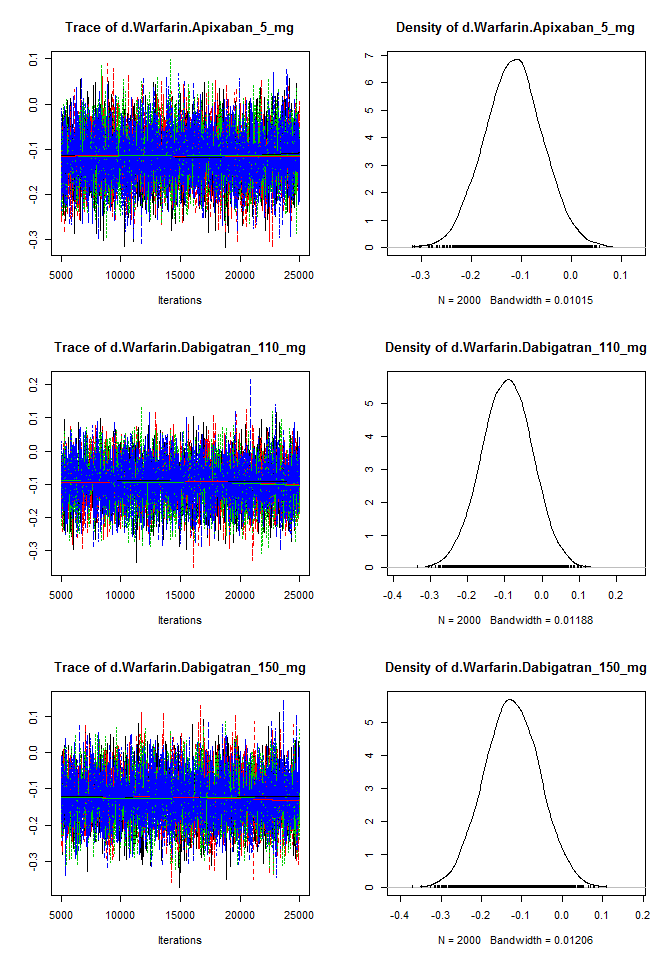 Trace of d.Warfarin.Apixaban_5_mg
Density of d.Warfarin.Apixaban_5_mg
0.1
0.0
-0.1
-0.2
-0.3
5000 10000 15000 20000 25000
Iterations
7
6
5
4
3
2
1
0
-0.3 -0.2 -0.1 0.0 0.1
N = 2000 Bandwidth = 0.01015
Trace of d.Warfarin.Dabigatran_110_mg
Density of d.Warfarin.Dabigatran_110_mg
0.2
0.1
0.0
-0.1
-0.2
-0.3
5000 10000 15000 20000 25000
Iterations
5
4
3
2
1
0
-0.4 -0.3 -0.2 -0.1 0.0 0.1 0.2
N = 2000 Bandwidth = 0.01188
Trace of d.Warfarin.Dabigatran_150_mg
Density of d.Warfarin.Dabigatran_150_mg
0.1
0.0
-0.1
-0.2
-0.3
5000 10000 15000 20000 25000
Iterations
5
4
3
2
1
0
-0.4 -0.3 -0.2 -0.1 0.0 0.1 0.2
N = 2000 Bandwidth = 0.01206